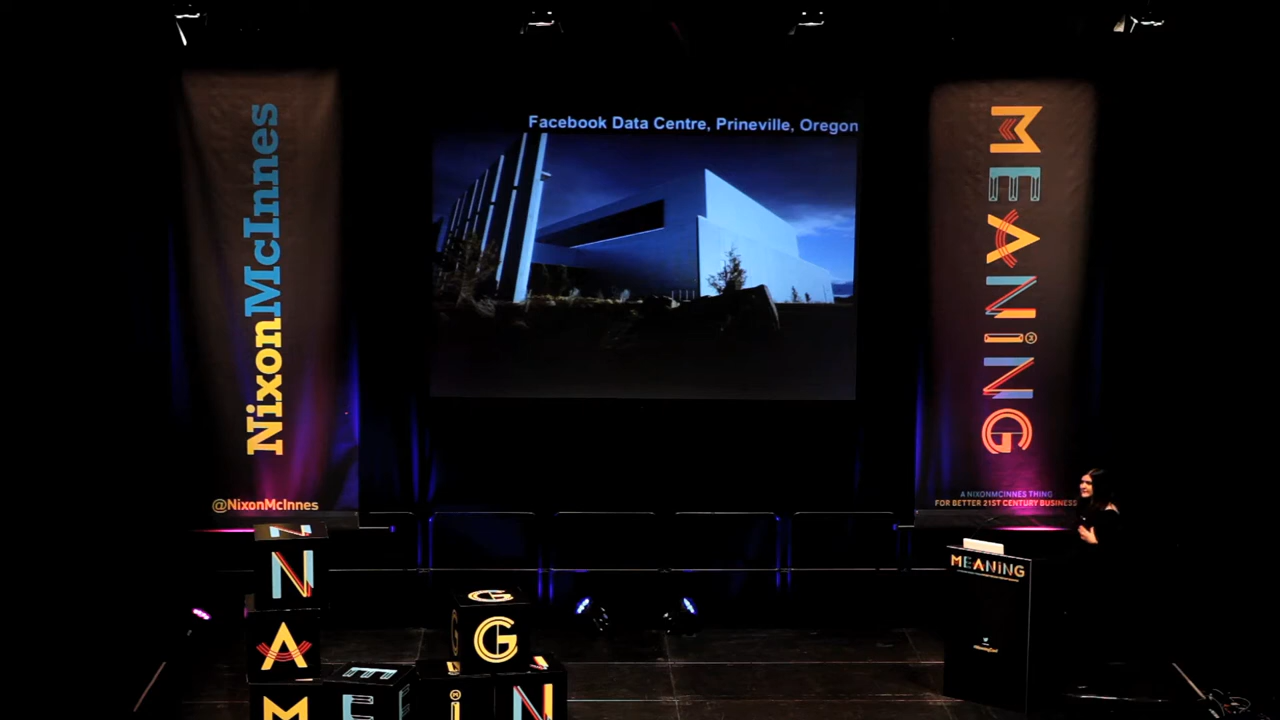 Facebook Data Centre, Prineville, Oregon
NixonMcInnes
@NixonMcInnes
MEANiNG
A NIXONMCINNES THING
FOR BETTER 21ST CENTURY BUSINESS
MEANiNG
N
N
A
M
E
E
G
G
G
i
N